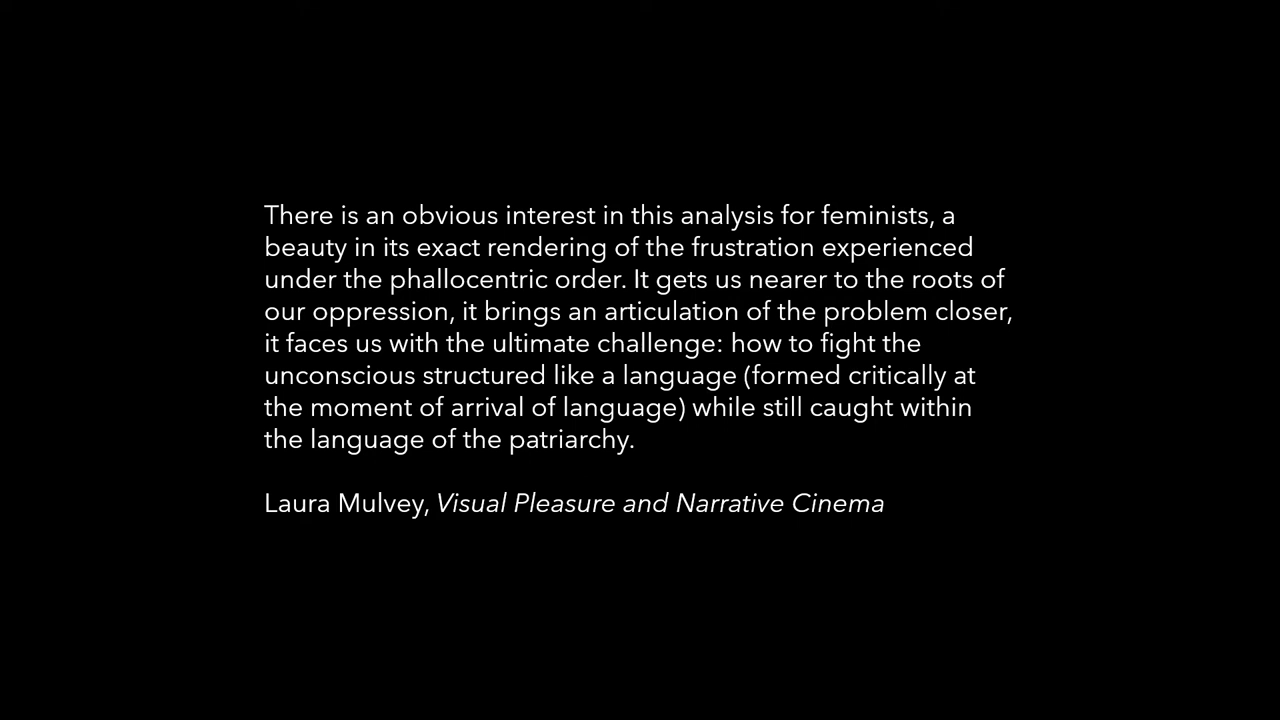 There is an obvious interest in this analysis for feminists, a
beauty in its exact rendering of the frustration experienced
under the phallocentric order. It gets us nearer to the roots of
our oppression, it brings an articulation of the problem closer,
it faces us with the ultimate challenge: how to fight the
unconscious structured like a language (formed critically at
the moment of arrival of language) while still caught within
the language of the patriarchy.
Laura Mulvey, Visual Pleasure and Narrative Cinema